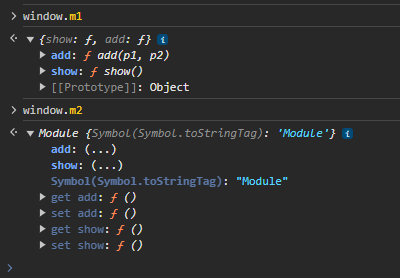 window.m1
{show: ƒ, add: ƒ} i
add: ƒ add(p1, p2)
show: ƒ show()
[[Prototype]]: Object
window.m2
Module {Symbol(Symbol.toStringTag): 'Module'} i
add: (...)
show: (...)
Symbol(Symbol.toStringTag): "Module"
get add: ƒ ()
set add: ƒ ()
get show: ƒ ()
set show: ƒ ()